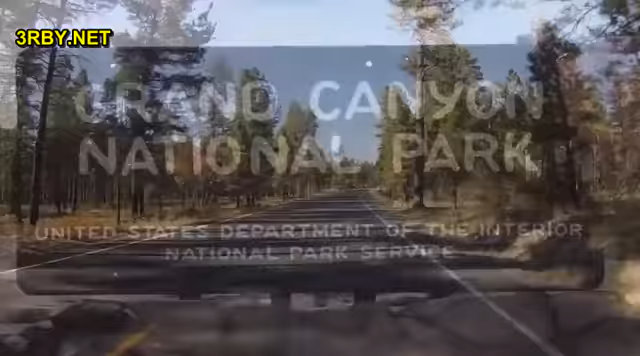 3RBY.NET
GRAND CANYON
NATIONAL PARK
UNITED STATES DEPARTMENT OF THE INTERIOR
NATIONAL PARK SERVICE